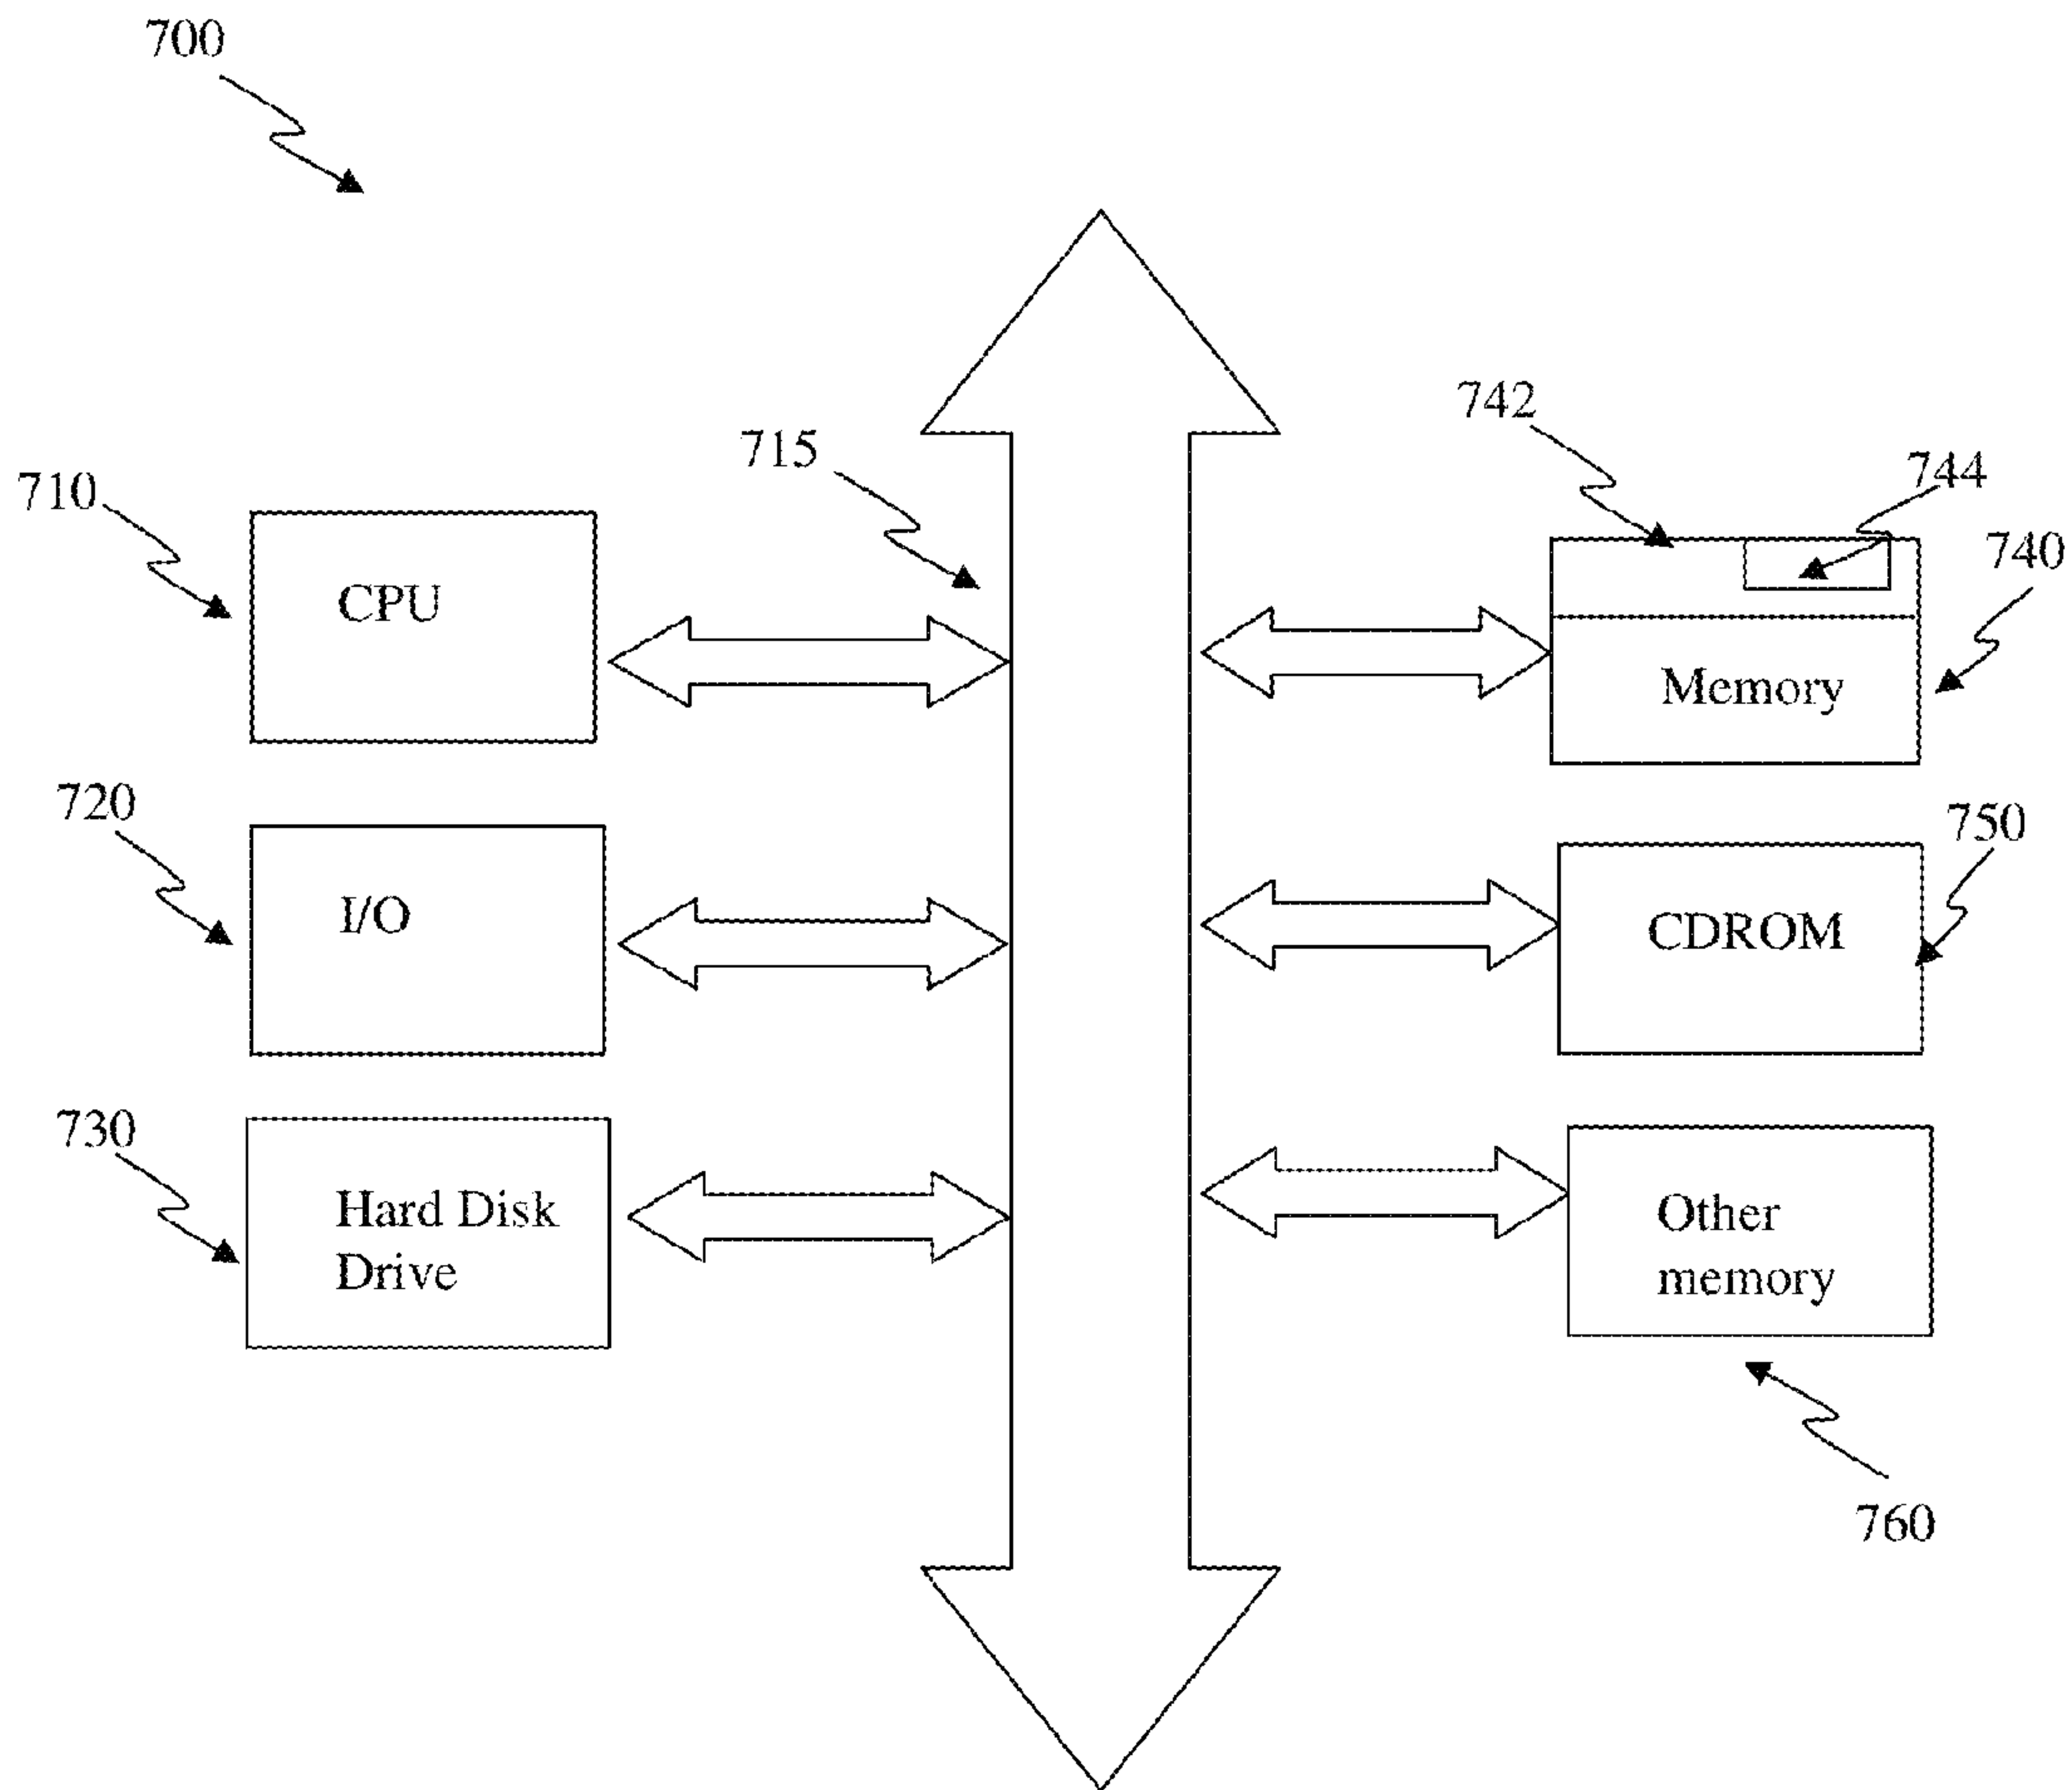 700
742
715
744
710
740
CPU
Memory
720
750
I/O
CDROM
730
Hard Disk
Drive
Other
memory
760